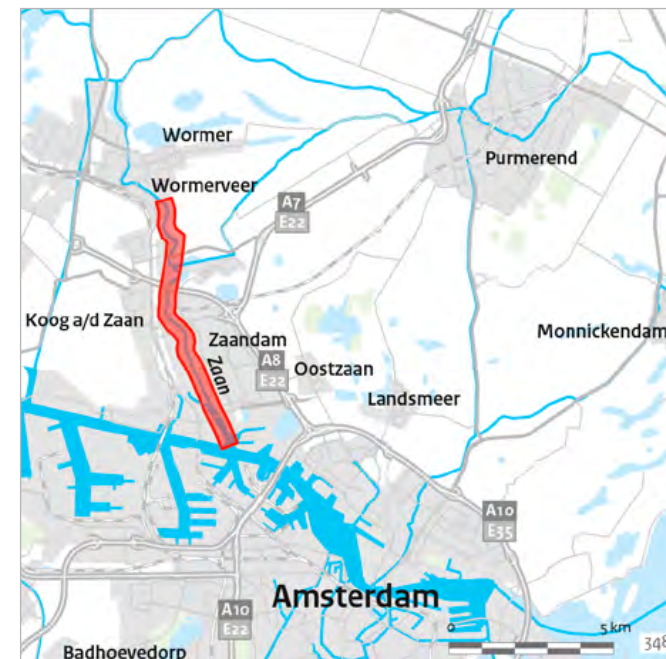 Wormer
Purmerend
Wormerveer
A7
E22
Koog a/d Zaan
Zaandam
Monnickendam
Zaan
A8
E22
Oostzaan
Landsmeer
A10
E35
Amsterdam
A10
E22
0
5 km
348
Badhoevedorp